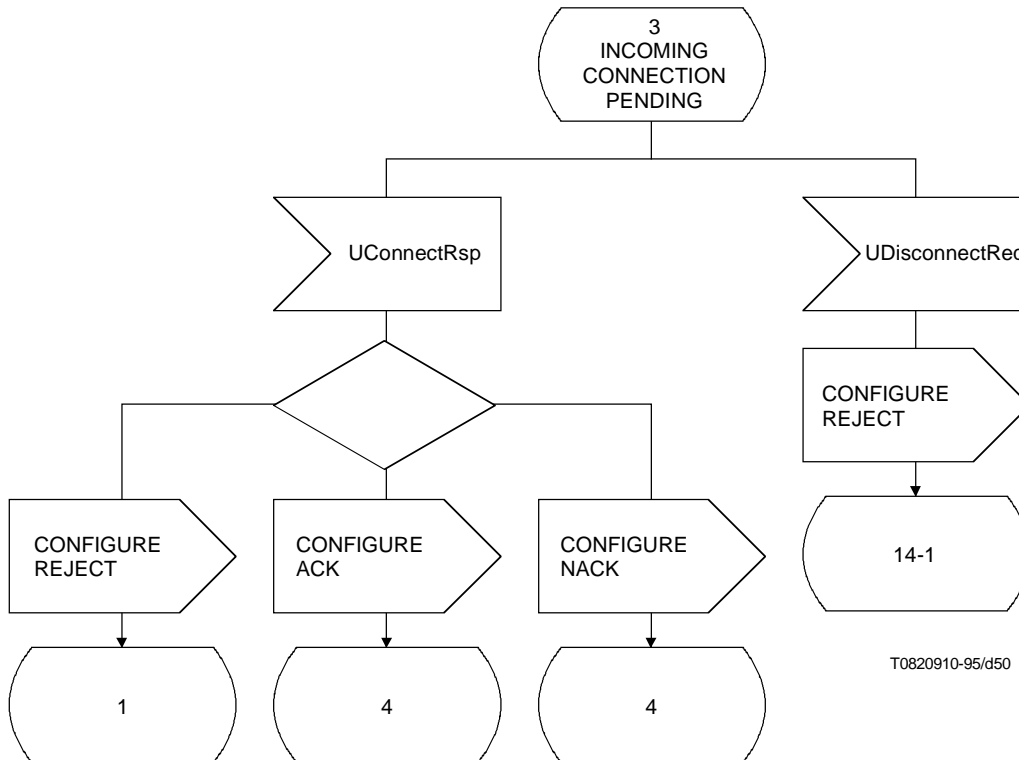 3
INCOMING
CONNECTION
PENDING
UConnectRsp
UDisconnectReq
CONFIGURE
REJECT
CONFIGURE
REJECT
CONFIGURE
ACK
CONFIGURE
NACK
14-1
T0820910-95/d50
1
4
4